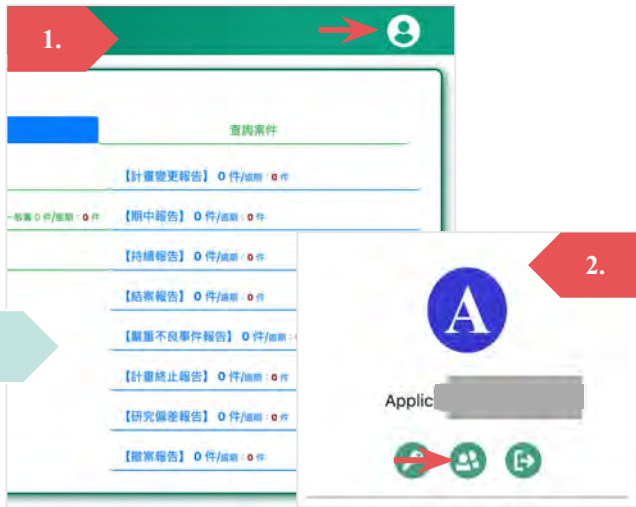 1.
查詢案件
【計畫變更報告】 0 件/逾期：0 件
一般案 0 件/逾期：0 件
【期中報告】 0 件/逾期：0 件
【持續報告】 0 件/逾期：0 件
【結案報告】 0 件/逾期：0 件
【嚴重不良事件報告】 0 件/逾期：
【計畫終止報告】 0 件/逾期：0 件
【研究偏差報告】 0 件/逾期：0 件
【撤案報告】 0 件/逾期：0 件
2.
A
Applic